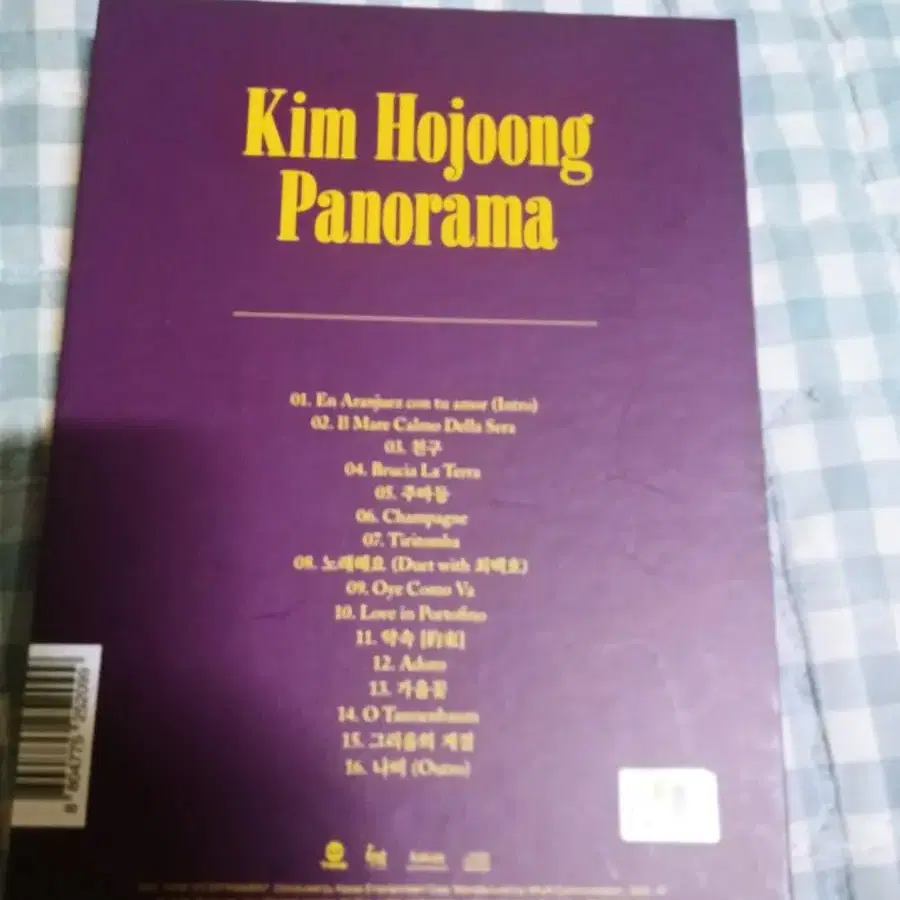 Kim Hojoong
Panorama
01. En Aranjuez con tu amor (Intro)
02. Il Mare Calmo Della Sera
03. 친구
04. Brucia La Terra
05. 주마등
06. Champagne
07. Tiritomba
08. 노래해요 (Duet with 최백호)
09. Oye Como Va
10. Love in Portofino
11. 약속 [約束]
12. Adoro
13. 가을꽃
14. O Tannenbaum
15. 그리움의 계절
16. 나비 (Outro)
8 804775 252095